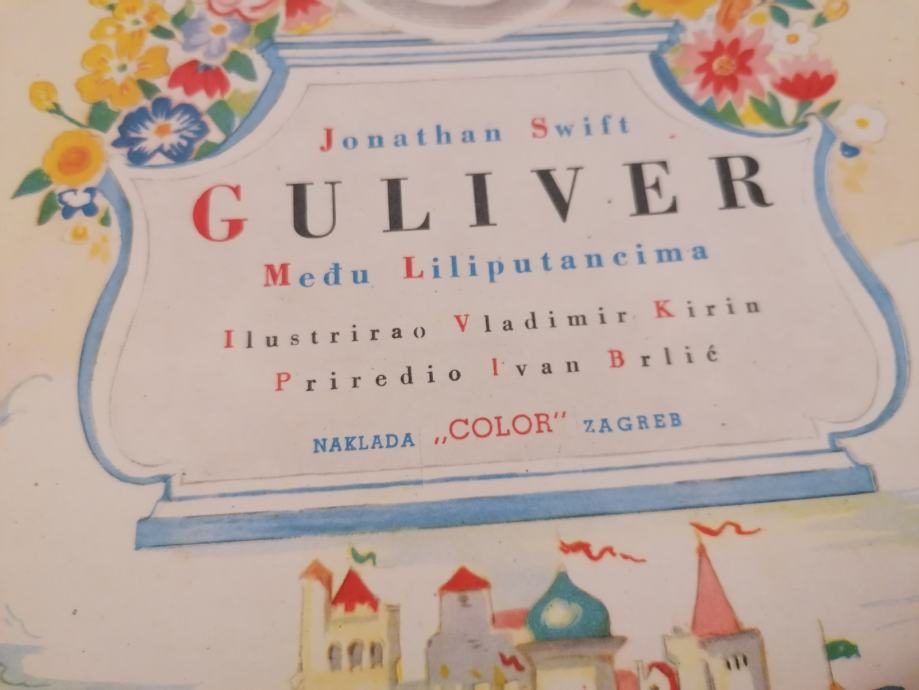 Jonathan Swift
GULIVER
Među Liliputancima
Ilustrirao Vladimir Kirin
Priredio Ivan Brlić
NAKLADA „COLOR” ZAGREB